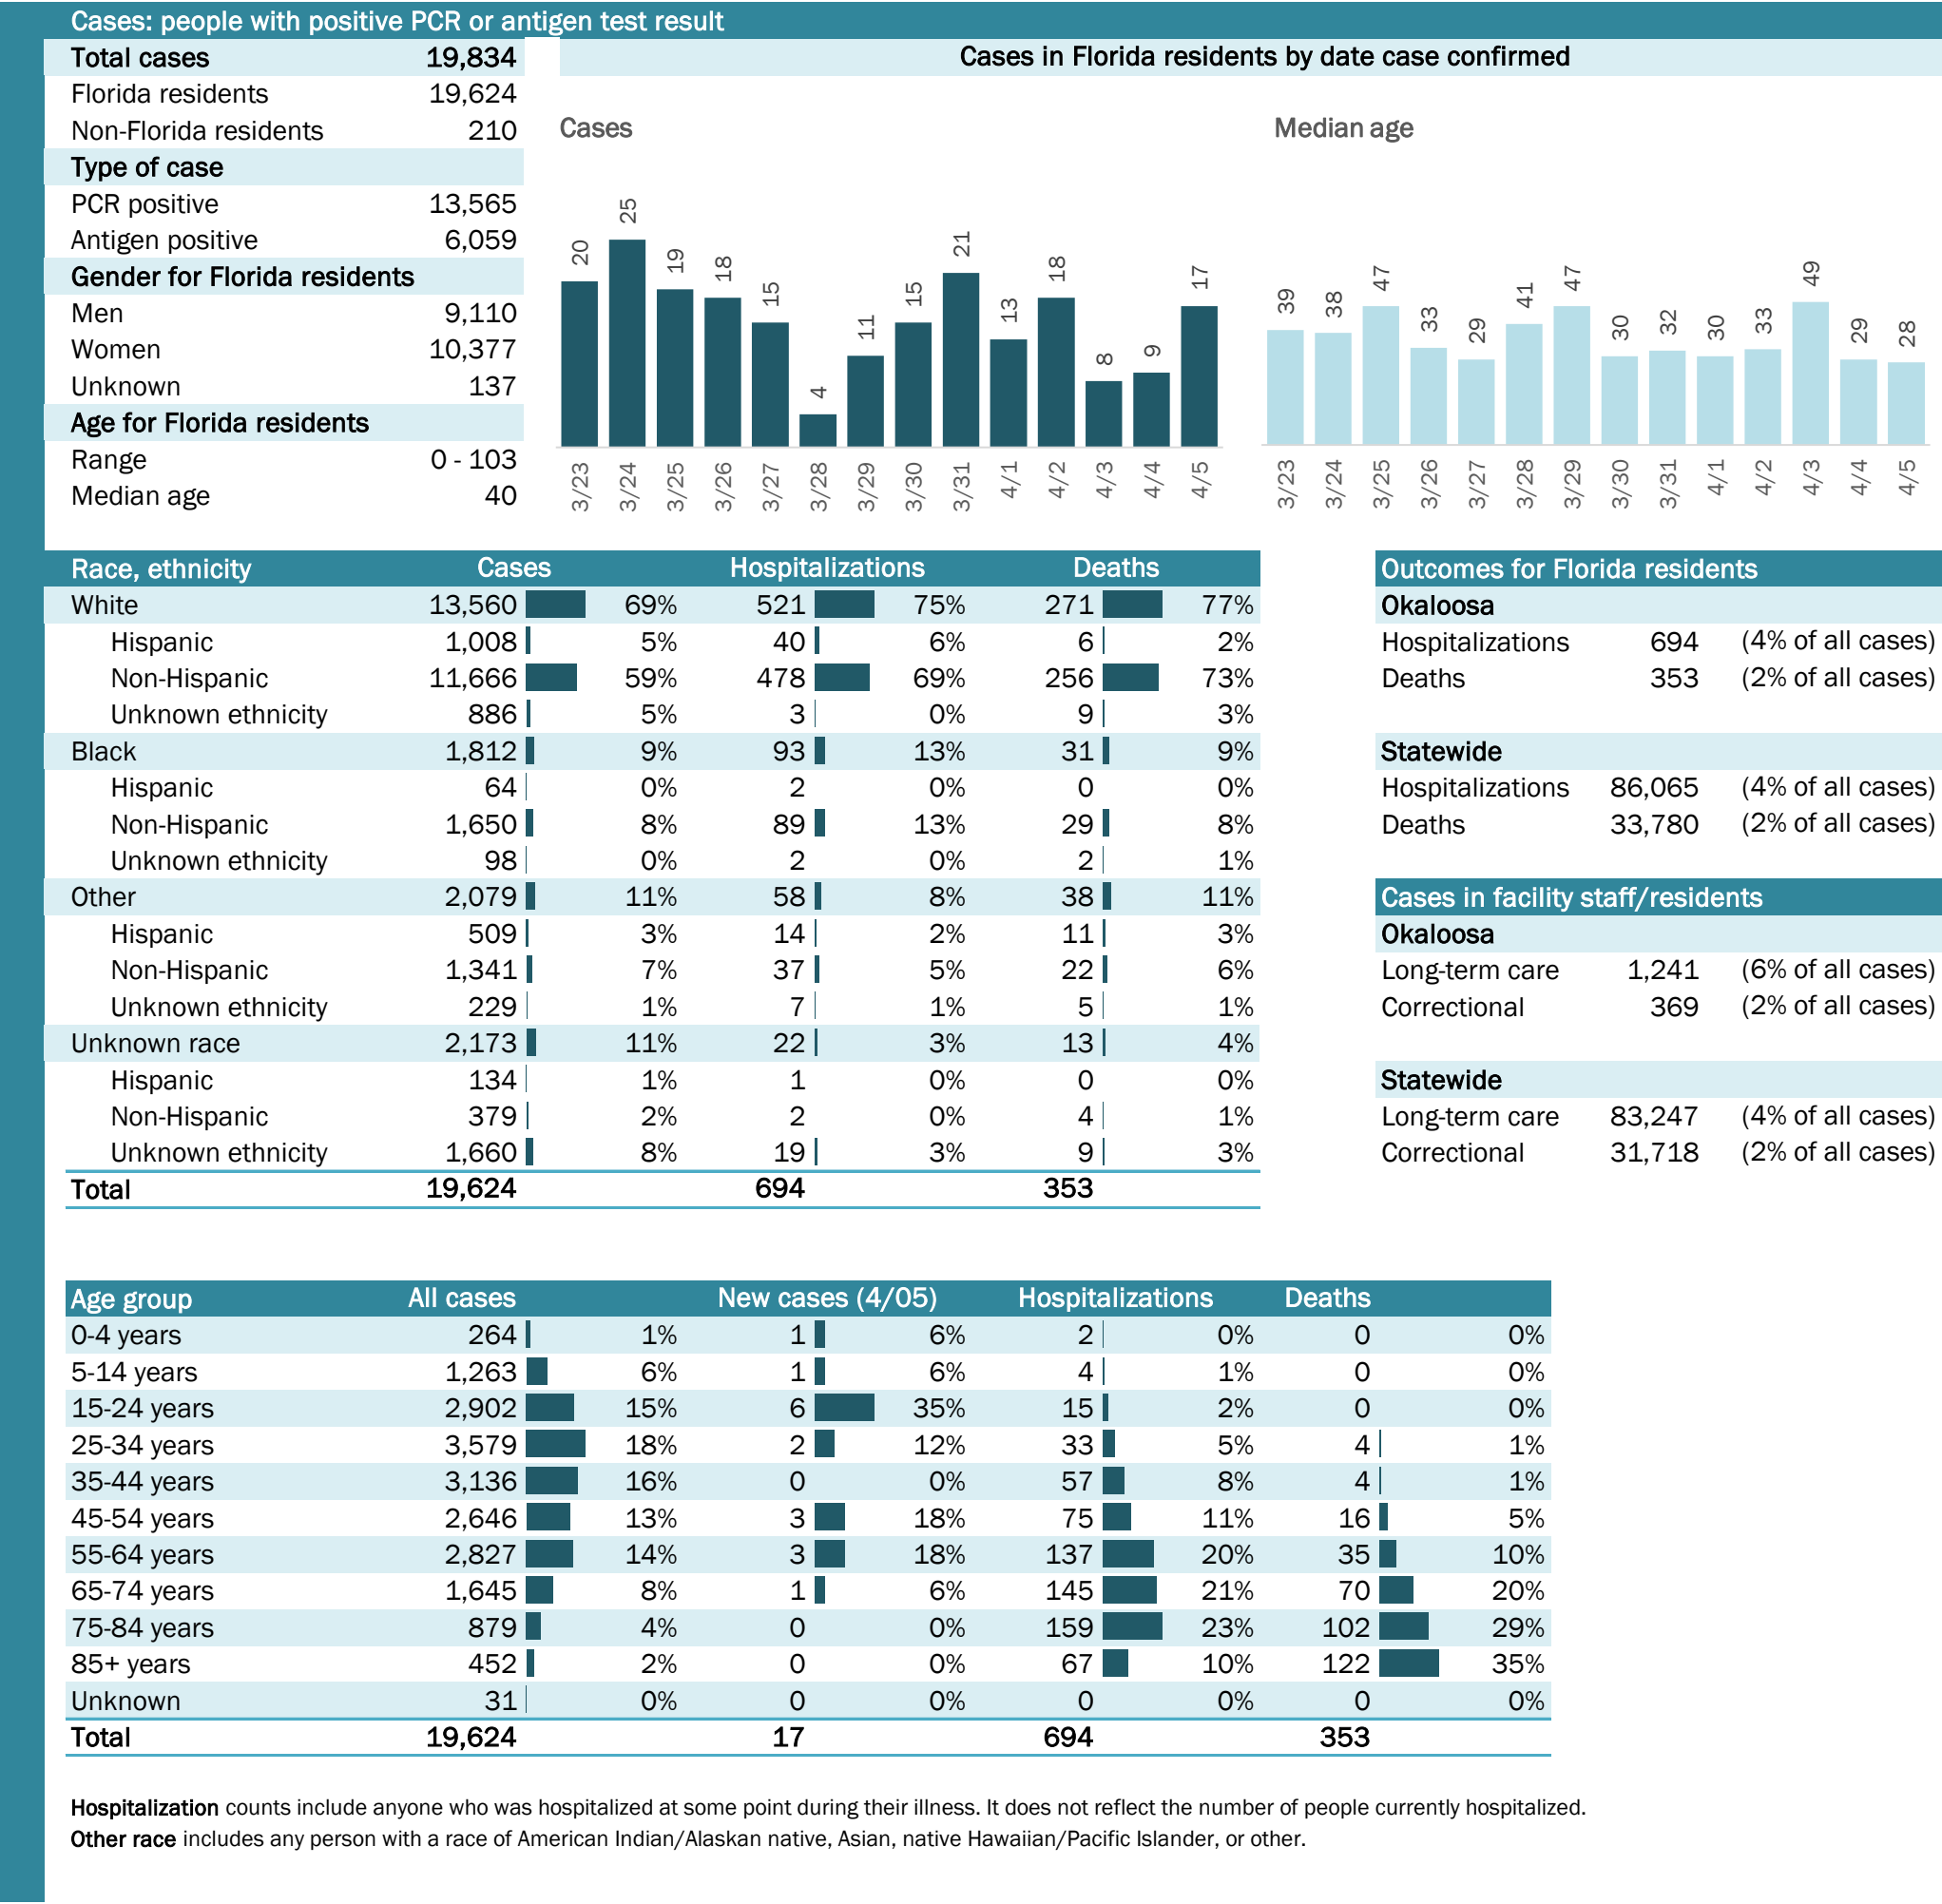 Cases: people with positive PCR or antigen test result
Total cases 19,834
Florida residents 19,624
Non-Florida residents 210
Type of case
PCR positive 13,565
Antigen positive 6,059
Gender for Florida residents
Men 9,110
Women 10,377
Unknown 137
Age for Florida residents
Range 0 - 103
Median age 40
Cases in Florida residents by date case confirmed
Cases
20 25 19 18 15 4 11 15 21 13 18 8 9 17
3/23 3/24 3/25 3/26 3/27 3/28 3/29 3/30 3/31 4/1 4/2 4/3 4/4 4/5
Median age
39 38 47 33 29 41 47 30 32 30 33 49 29 28
3/23 3/24 3/25 3/26 3/27 3/28 3/29 3/30 3/31 4/1 4/2 4/3 4/4 4/5
Race, ethnicity Cases Hospitalizations Deaths
White 13,560 69% 521 75% 271 77%
Hispanic 1,008 5% 40 6% 6 2%
Non-Hispanic 11,666 59% 478 69% 256 73%
Unknown ethnicity 886 5% 3 0% 9 3%
Black 1,812 9% 93 13% 31 9%
Hispanic 64 0% 2 0% 0 0%
Non-Hispanic 1,650 8% 89 13% 29 8%
Unknown ethnicity 98 0% 2 0% 2 1%
Other 2,079 11% 58 8% 38 11%
Hispanic 509 3% 14 2% 11 3%
Non-Hispanic 1,341 7% 37 5% 22 6%
Unknown ethnicity 229 1% 7 1% 5 1%
Unknown race 2,173 11% 22 3% 13 4%
Hispanic 134 1% 1 0% 0 0%
Non-Hispanic 379 2% 2 0% 4 1%
Unknown ethnicity 1,660 8% 19 3% 9 3%
Total 19,624 694 353
Outcomes for Florida residents
Okaloosa
Hospitalizations 694 (4% of all cases)
Deaths 353 (2% of all cases)
Statewide
Hospitalizations 86,065 (4% of all cases)
Deaths 33,780 (2% of all cases)
Cases in facility staff/residents
Okaloosa
Long-term care 1,241 (6% of all cases)
Correctional 369 (2% of all cases)
Statewide
Long-term care 83,247 (4% of all cases)
Correctional 31,718 (2% of all cases)
Age group All cases New cases (4/05) Hospitalizations Deaths
0-4 years 264 1% 1 6% 2 0% 0 0%
5-14 years 1,263 6% 1 6% 4 1% 0 0%
15-24 years 2,902 15% 6 35% 15 2% 0 0%
25-34 years 3,579 18% 2 12% 33 5% 4 1%
35-44 years 3,136 16% 0 0% 57 8% 4 1%
45-54 years 2,646 13% 3 18% 75 11% 16 5%
55-64 years 2,827 14% 3 18% 137 20% 35 10%
65-74 years 1,645 8% 1 6% 145 21% 70 20%
75-84 years 879 4% 0 0% 159 23% 102 29%
85+ years 452 2% 0 0% 67 10% 122 35%
Unknown 31 0% 0 0% 0 0% 0 0%
Total 19,624 17 694 353
Hospitalization counts include anyone who was hospitalized at some point during their illness. It does not reflect the number of people currently hospitalized.
Other race includes any person with a race of American Indian/Alaskan native, Asian, native Hawaiian/Pacific Islander, or other.